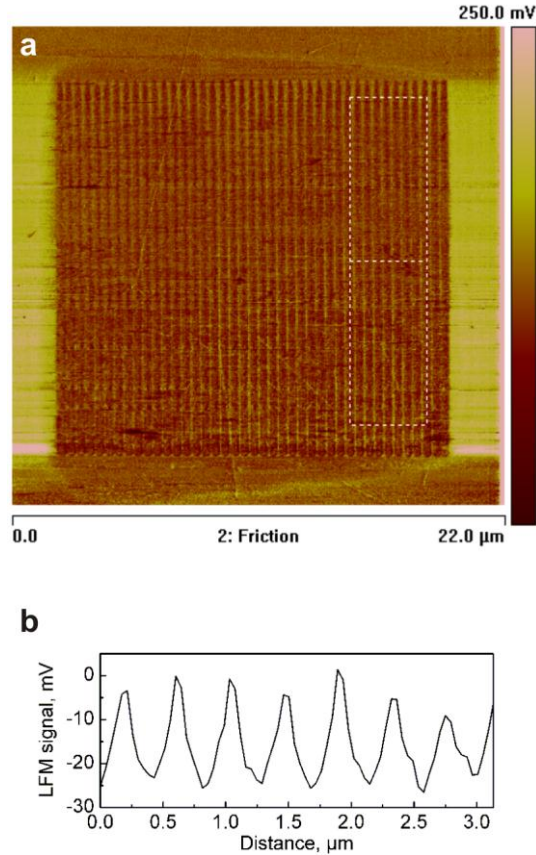 250.0 mV
a
0.0 2: Friction 22.0 µm
b
LFM signal, mV
0
-10
-20
-30
0.0 0.5 1.0 1.5 2.0 2.5 3.0
Distance, µm